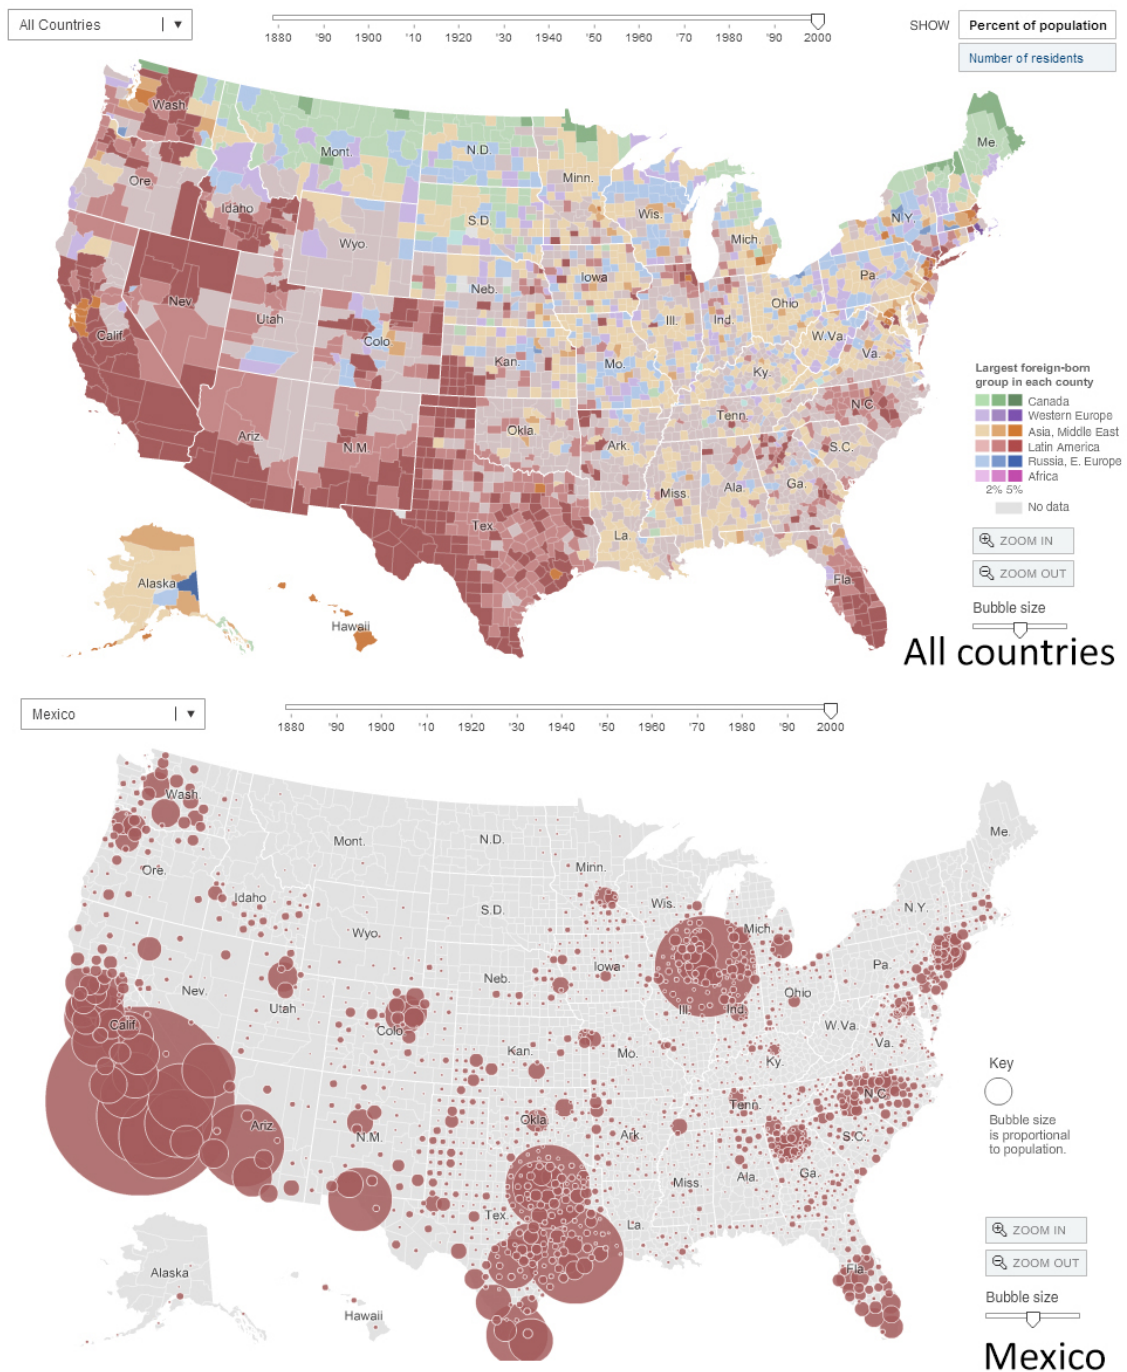 All Countries
1880 '90 1900 '10 1920 '30 1940 '50 1960 '70 1980 '90 2000
SHOW
Percent of population
Number of residents
Wash.
Mont.
N.D.
Minn.
Me.
Ore.
Idaho
S.D.
Wis.
N.Y.
Wyo.
Mich.
Iowa
Neb.
Pa.
Nev.
Utah
Ohio
Calif.
Colo.
Ill.
Ind.
W.Va.
Kan.
Mo.
Va.
Ky.
Ariz.
N.M.
Okla.
Tenn.
N.C.
Ark.
S.C.
Miss.
Ala.
Ga.
Tex.
La.
Fla.
Alaska
Hawaii
Largest foreign-born
group in each county
Canada
Western Europe
Asia, Middle East
Latin America
Russia, E. Europe
Africa
2% 5%
No data
ZOOM IN
ZOOM OUT
Bubble size
All countries
Mexico
1880 '90 1900 '10 1920 '30 1940 '50 1960 '70 1980 '90 2000
Wash.
Mont.
N.D.
Minn.
Me.
Ore.
Idaho
S.D.
Wis.
N.Y.
Wyo.
Mich.
Iowa
Neb.
Pa.
Nev.
Utah
Ohio
Calif.
Colo.
Ill.
Ind.
W.Va.
Kan.
Mo.
Va.
Ky.
Ariz.
N.M.
Okla.
Tenn.
N.C.
Ark.
S.C.
Miss.
Ala.
Ga.
Tex.
La.
Fla.
Alaska
Hawaii
Key
Bubble size
is proportional
to population.
ZOOM IN
ZOOM OUT
Bubble size
Mexico